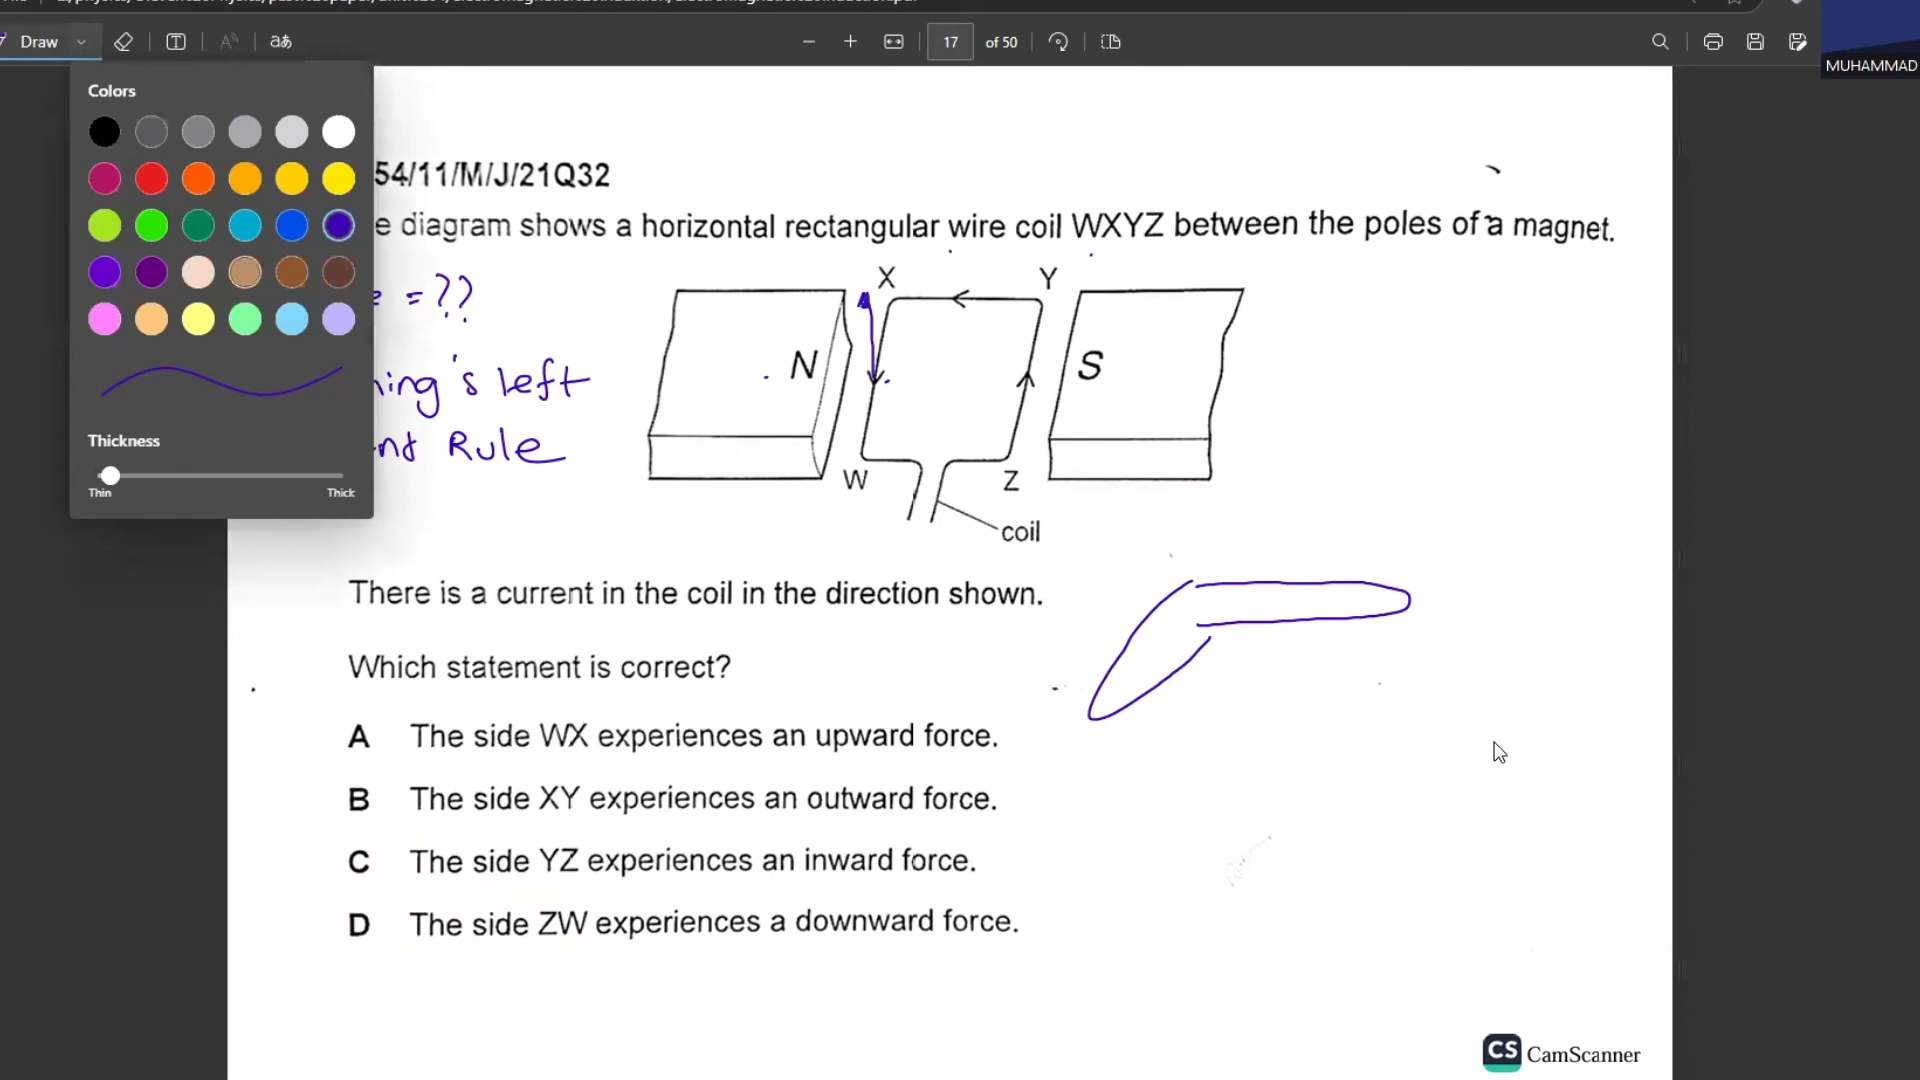 Draw
aあ
17 of 50
MUHAMMAD
Colors
54/11/M/J/21Q32
e diagram shows a horizontal rectangular wire coil WXYZ between the poles of a magnet.
= ??
X Y
N S
ning's left
Rule
W Z
coil
Thickness
Thin Thick
There is a current in the coil in the direction shown.
Which statement is correct?
A The side WX experiences an upward force.
B The side XY experiences an outward force.
C The side YZ experiences an inward force.
D The side ZW experiences a downward force.
CS CamScanner